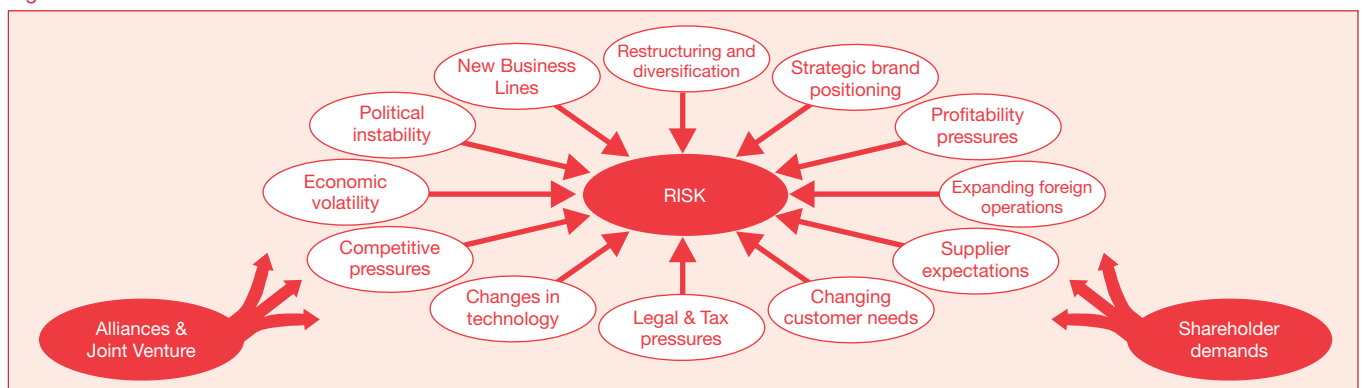 Restructuring and
diversification
New Business
Lines
Strategic brand
positioning
Political
instability
Profitability
pressures
Economic
volatility
RISK
Expanding foreign
operations
Competitive
pressures
Supplier
expectations
Changes in
technology
Legal & Tax
pressures
Changing
customer needs
Alliances &
Joint Venture
Shareholder
demands